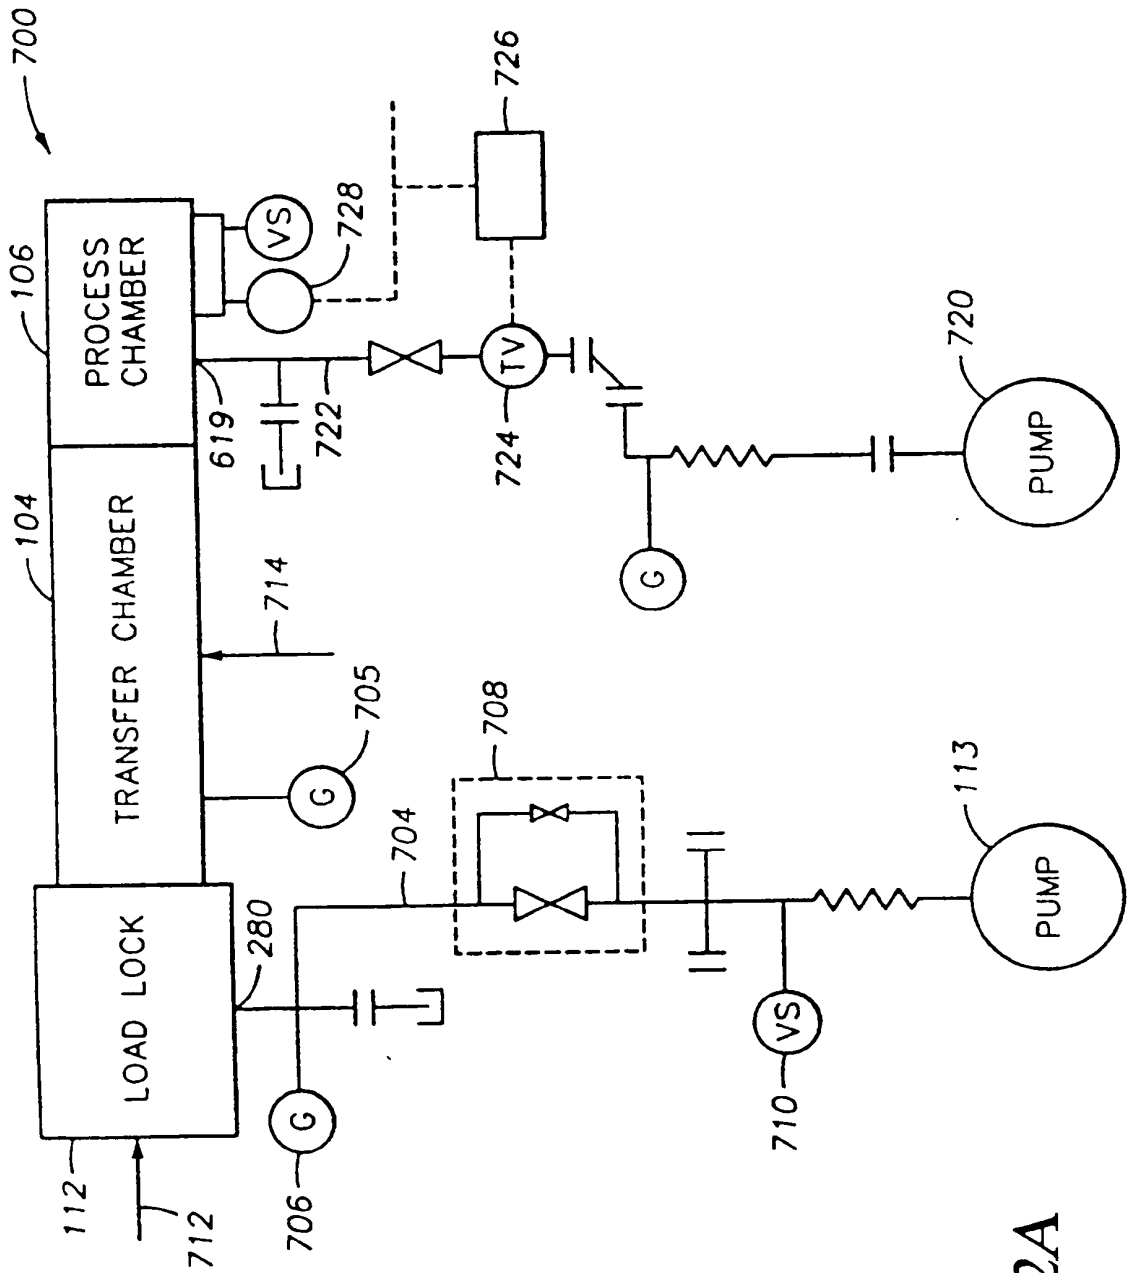 700
106
PROCESS
CHAMBER
VS
728
726
619
722
TV
724
720
PUMP
G
104
TRANSFER CHAMBER
714
G
705
708
704
113
PUMP
LOAD LOCK
280
112
712
G
706
VS
710
2A